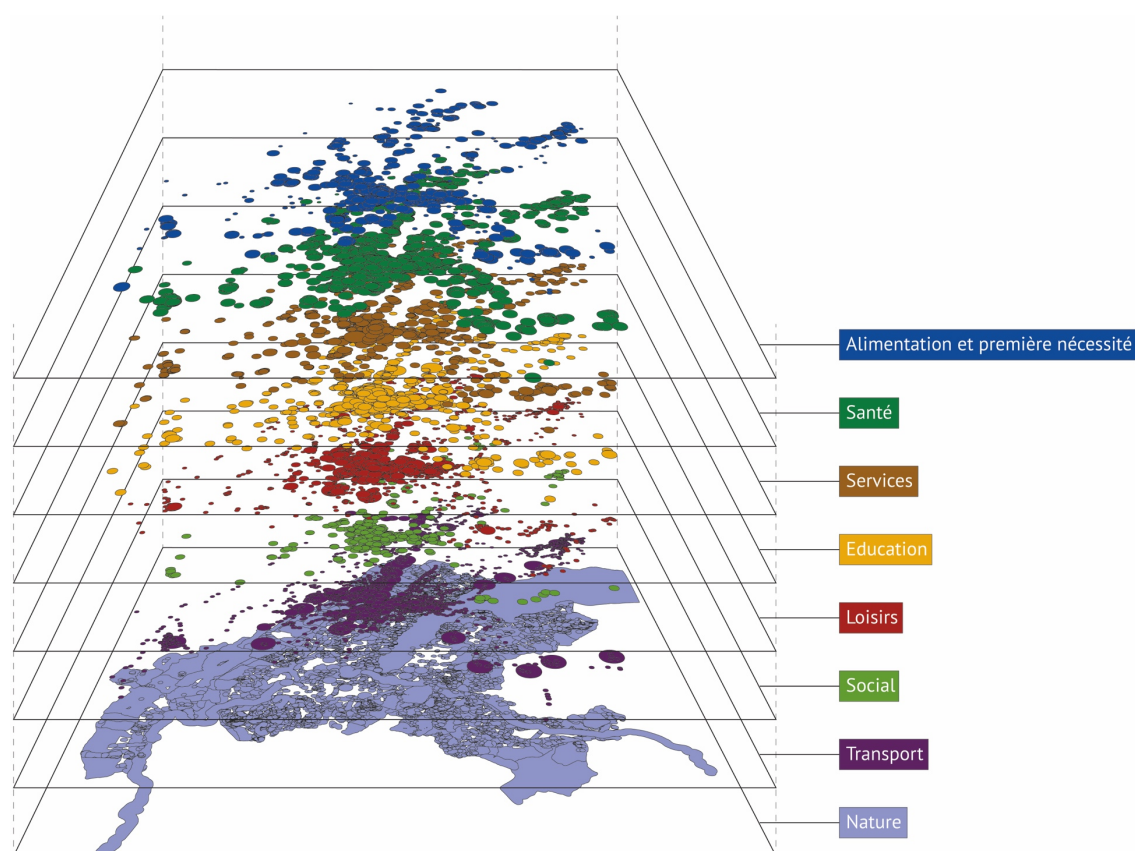 Alimentation et première nécessité
Santé
Services
Education
Loisirs
Social
Transport
Nature